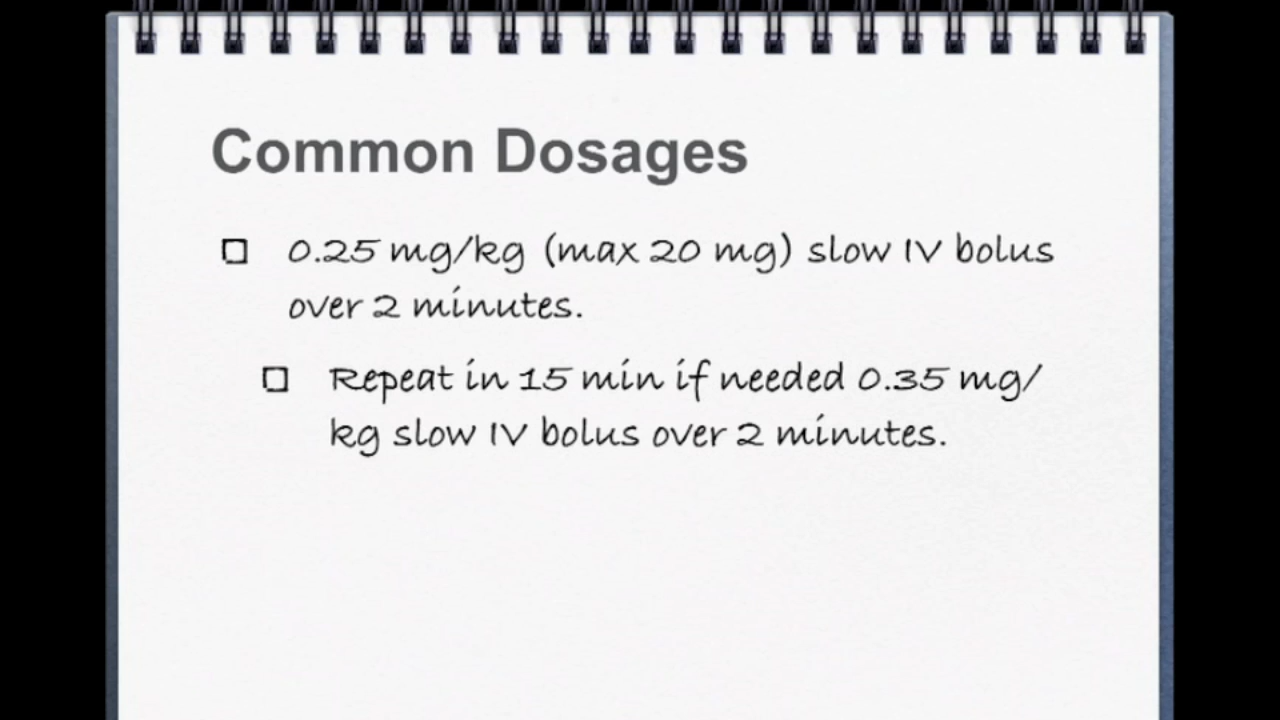 Common Dosages
0.25 mg/kg (max 20 mg) slow IV bolus
over 2 minutes.
Repeat in 15 min if needed 0.35 mg/
kg slow IV bolus over 2 minutes.